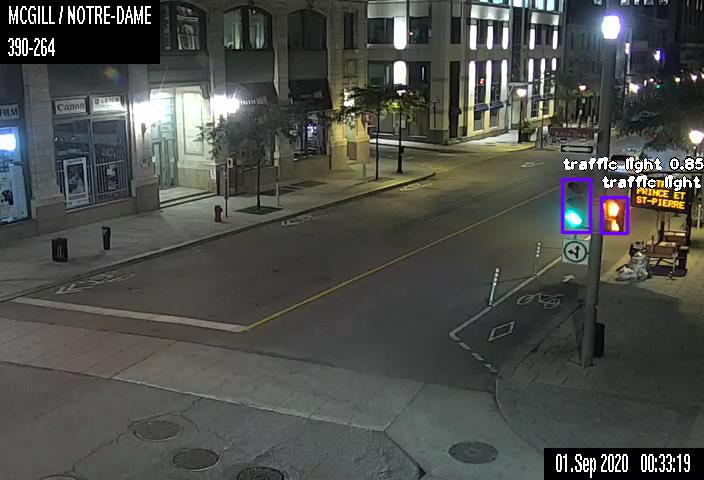 MCGILL / NOTRE-DAME
390-264
FILM
Canon
traffic light 0.85
traffic light
PRINCE ET
ST-PIERRE
01.Sep 2020 00:33:19